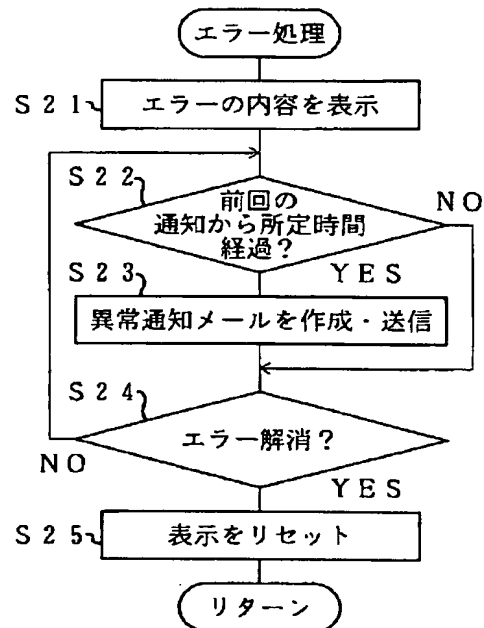 エラー処理
S21
エラーの内容を表示
S22
前回の
通知から所定時間
経過?
NO
S23
YES
異常通知メールを作成・送信
S24
エラー解消?
NO
YES
S25
表示をリセット
リターン